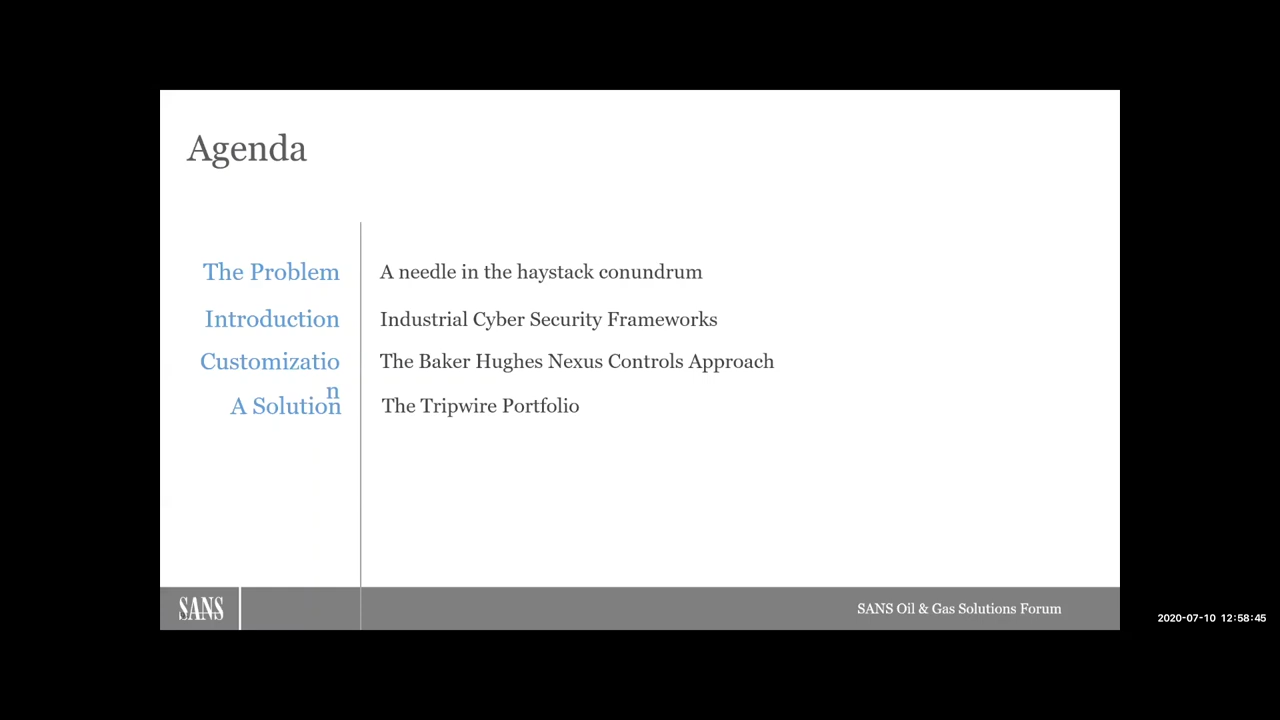 Agenda
The Problem
A needle in the haystack conundrum
Introduction
Industrial Cyber Security Frameworks
Customizatio
n
The Baker Hughes Nexus Controls Approach
A Solution
The Tripwire Portfolio
SANS
SANS Oil & Gas Solutions Forum
2020-07-10 12:58:45